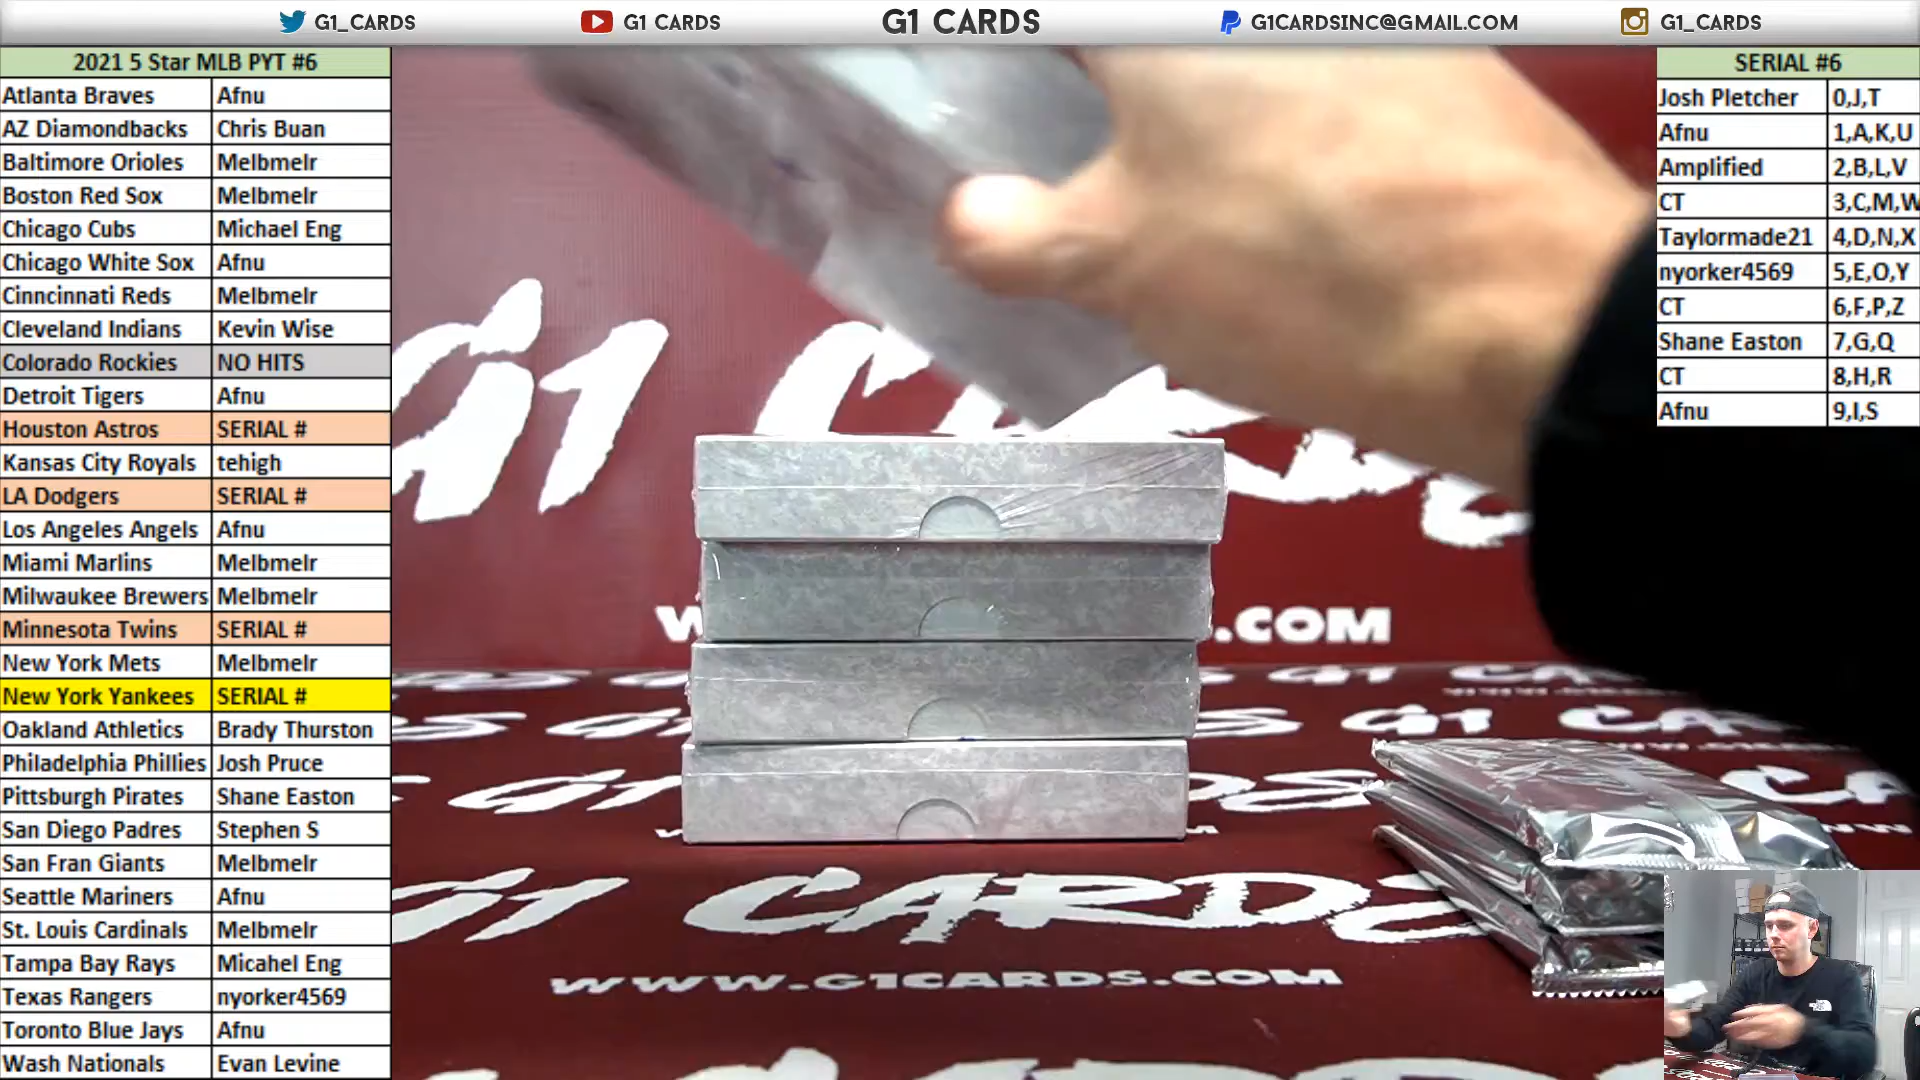 G1_CARDS G1 CARDS G1 CARDS G1CARDSINC@GMAIL.COM G1_CARDS
2021 5 Star MLB PYT #6
Atlanta Braves Afnu
AZ Diamondbacks Chris Buan
Baltimore Orioles Melbmelr
Boston Red Sox Melbmelr
Chicago Cubs Michael Eng
Chicago White Sox Afnu
Cinncinnati Reds Melbmelr
Cleveland Indians Kevin Wise
Colorado Rockies NO HITS
Detroit Tigers Afnu
Houston Astros SERIAL #
Kansas City Royals tehigh
LA Dodgers SERIAL #
Los Angeles Angels Afnu
Miami Marlins Melbmelr
Milwaukee Brewers Melbmelr
Minnesota Twins SERIAL #
New York Mets Melbmelr
New York Yankees SERIAL #
Oakland Athletics Brady Thurston
Philadelphia Phillies Josh Pruce
Pittsburgh Pirates Shane Easton
San Diego Padres Stephen S
San Fran Giants Melbmelr
Seattle Mariners Afnu
St. Louis Cardinals Melbmelr
Tampa Bay Rays Micahel Eng
Texas Rangers nyorker4569
Toronto Blue Jays Afnu
Wash Nationals Evan Levine
SERIAL #6
Josh Pletcher 0,J,T
Afnu 1,A,K,U
Amplified 2,B,L,V
CT 3,C,M,W
Taylormade21 4,D,N,X
nyorker4569 5,E,O,Y
CT 6,F,P,Z
Shane Easton 7,G,Q
CT 8,H,R
Afnu 9,I,S
G1
.COM
G1 CARDS
G1 CARDS
WWW.G1CARDS.COM